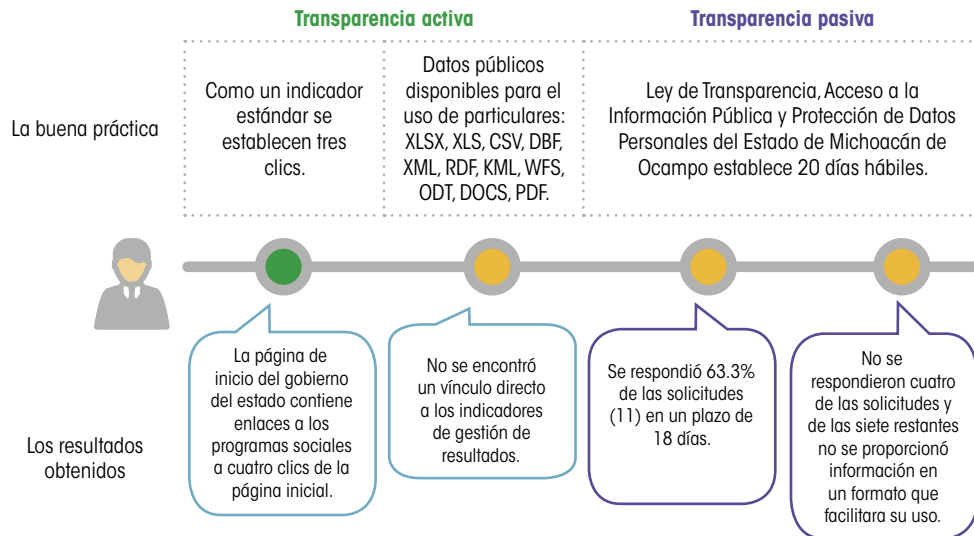 Transparencia activa
Transparencia pasiva
La buena práctica
Como un indicador
estándar se
establecen tres
clics.
Datos públicos
disponibles para el
uso de particulares:
XLSX, XLS, CSV, DBF,
XML, RDF, KML, WFS,
ODT, DOCS, PDF.
Ley de Transparencia, Acceso a la
Información Pública y Protección de Datos
Personales del Estado de Michoacán de
Ocampo establece 20 días hábiles.
Los resultados
obtenidos
La página de
inicio del gobierno
del estado contiene
enlaces a los
programas sociales
a cuatro clics de la
página inicial.
No se encontró
un vínculo directo
a los indicadores
de gestión de
resultados.
Se respondió 63.3%
de las solicitudes
(11) en un plazo de
18 días.
No se
respondieron cuatro
de las solicitudes y
de las siete restantes
no se proporcionó
información en
un formato que
facilitara su uso.